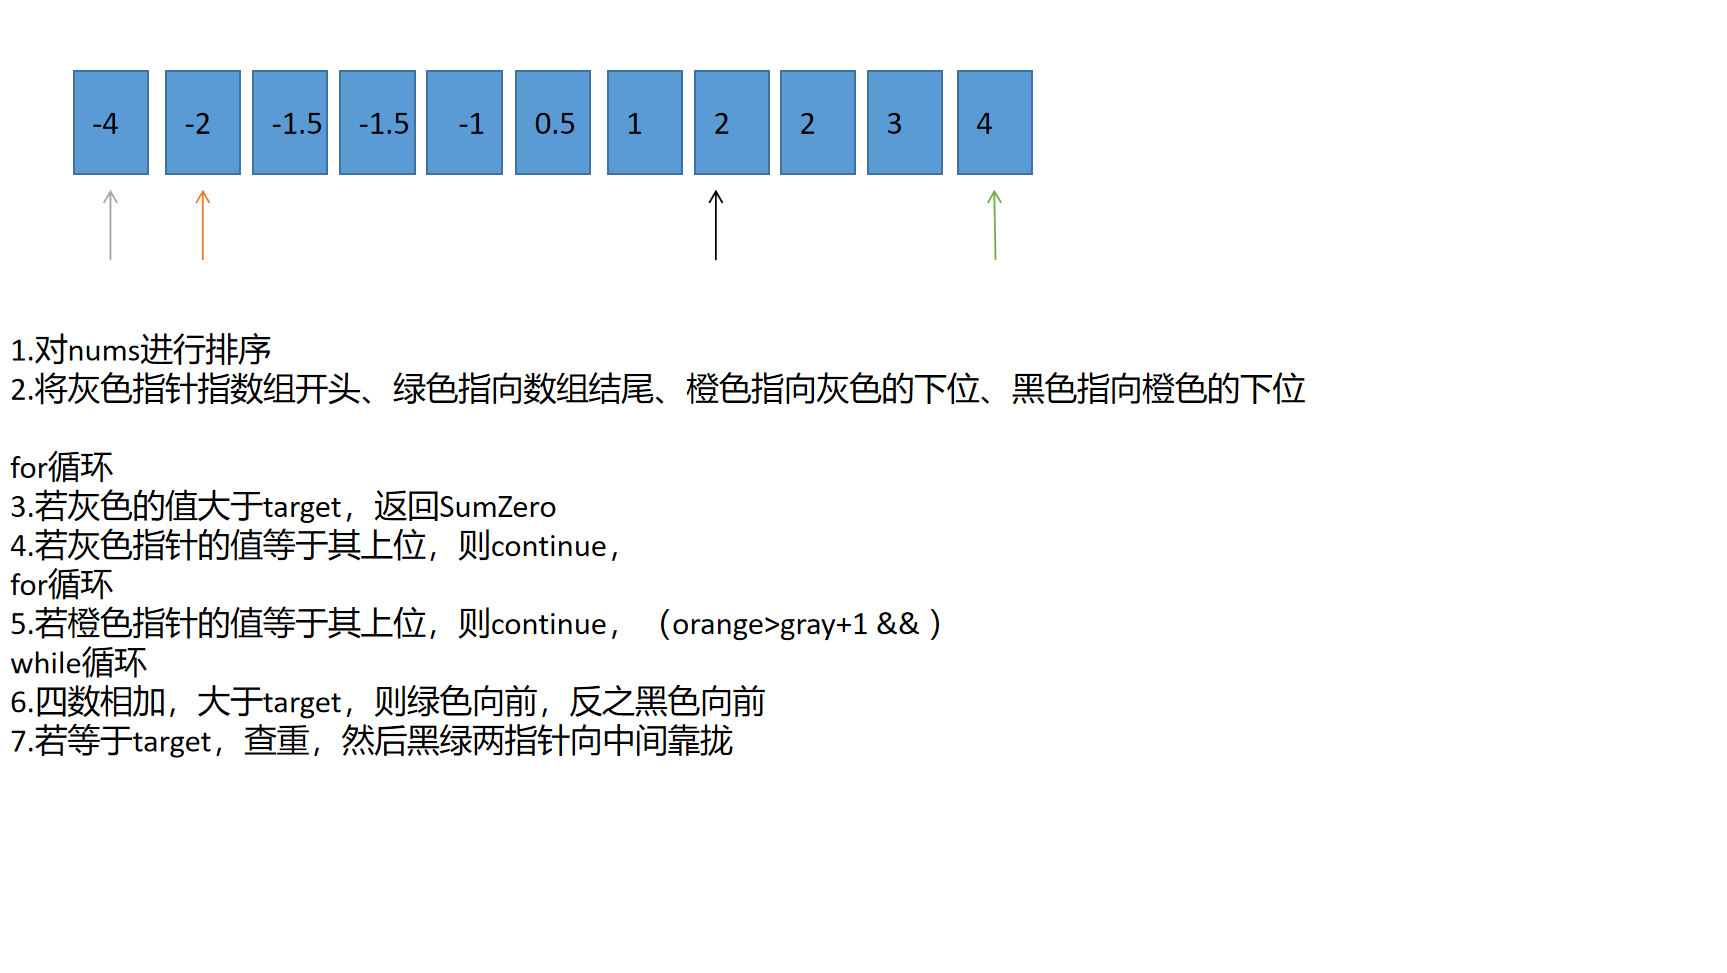 -4 -2 -1.5 -1.5 -1 0.5 1 2 2 3 4
1.对nums进行排序
2.将灰色指针指数组开头、绿色指向数组结尾、橙色指向灰色的下位、黑色指向橙色的下位
for循环
3.若灰色的值大于target，返回SumZero
4.若灰色指针的值等于其上位，则continue，
for循环
5.若橙色指针的值等于其上位，则continue，（orange>gray+1 && ）
while循环
6.四数相加，大于target，则绿色向前，反之黑色向前
7.若等于target，查重，然后黑绿两指针向中间靠拢